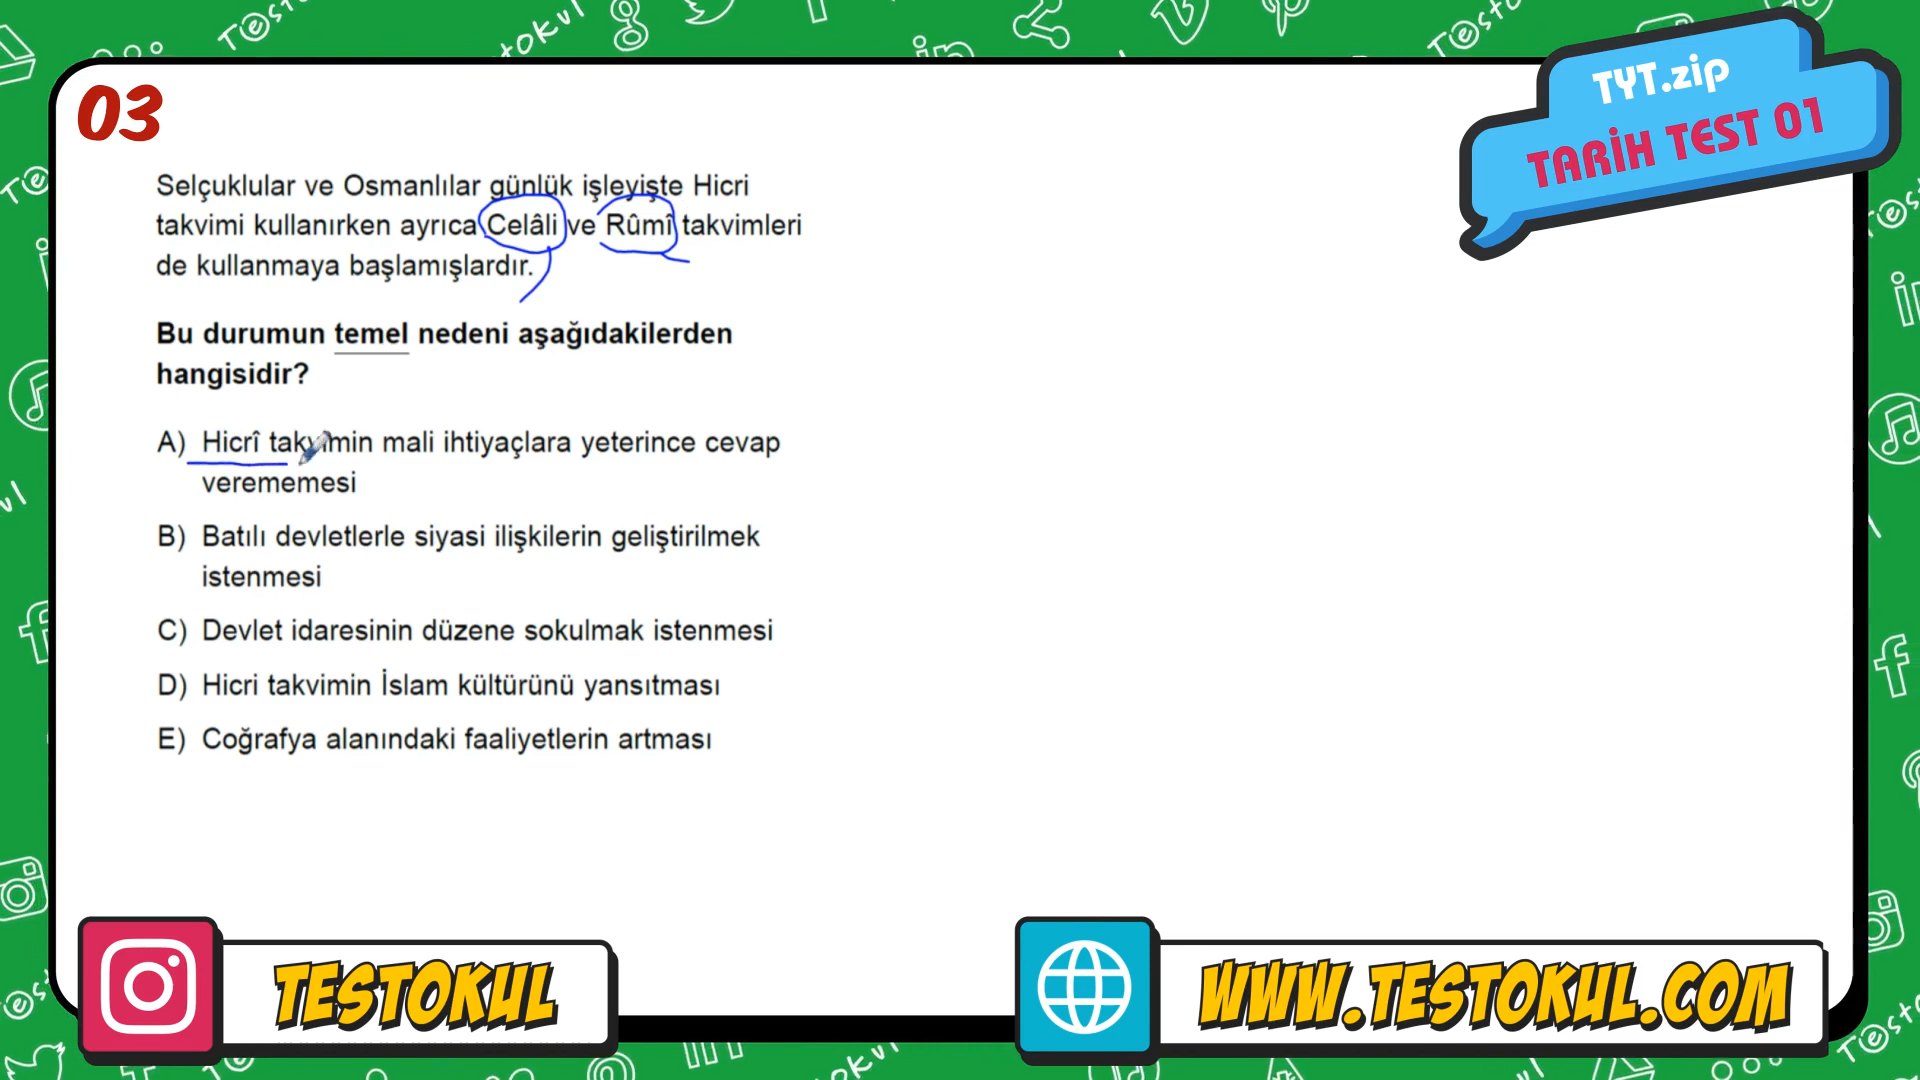 03
TYT.zip
TARİH TEST 01
Selçuklular ve Osmanlılar günlük işleyişte Hicri
takvimi kullanırken ayrıca Celâli ve Rûmî takvimleri
de kullanmaya başlamışlardır.
Bu durumun temel nedeni aşağıdakilerden
hangisidir?
A) Hicrî takvimin mali ihtiyaçlara yeterince cevap
verememesi
B) Batılı devletlerle siyasi ilişkilerin geliştirilmek
istenmesi
C) Devlet idaresinin düzene sokulmak istenmesi
D) Hicri takvimin İslam kültürünü yansıtması
E) Coğrafya alanındaki faaliyetlerin artması
TESTOKUL
WWW.TESTOKUL.COM